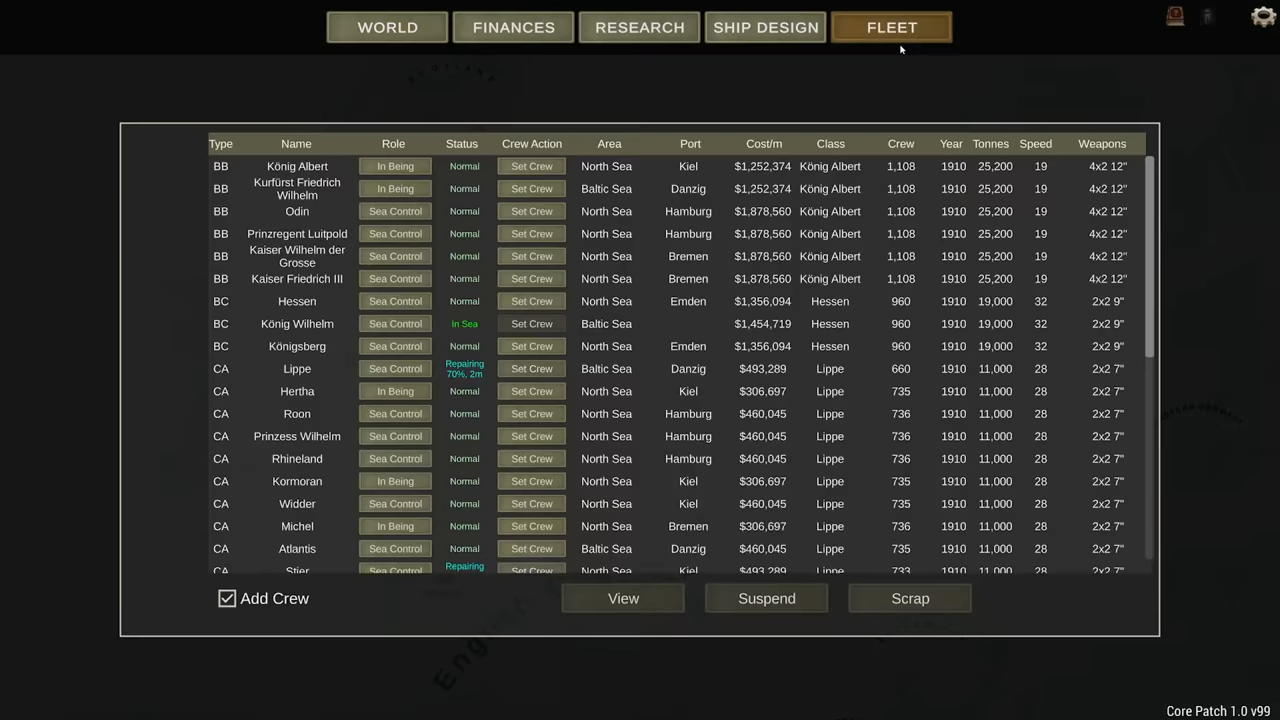 WORLD FINANCES RESEARCH SHIP DESIGN FLEET
Type Name Role Status Crew Action Area Port Cost/m Class Crew Year Tonnes Speed Weapons
BB König Albert In Being Normal Set Crew North Sea Kiel $1,252,374 König Albert 1,108 1910 25,200 19 4x2 12"
BB Kurfürst Friedrich Wilhelm In Being Normal Set Crew Baltic Sea Danzig $1,252,374 König Albert 1,108 1910 25,200 19 4x2 12"
BB Odin Sea Control Normal Set Crew North Sea Hamburg $1,878,560 König Albert 1,108 1910 25,200 19 4x2 12"
BB Prinzregent Luitpold Sea Control Normal Set Crew North Sea Hamburg $1,878,560 König Albert 1,108 1910 25,200 19 4x2 12"
BB Kaiser Wilhelm der Grosse Sea Control Normal Set Crew North Sea Bremen $1,878,560 König Albert 1,108 1910 25,200 19 4x2 12"
BB Kaiser Friedrich III Sea Control Normal Set Crew North Sea Bremen $1,878,560 König Albert 1,108 1910 25,200 19 4x2 12"
BC Hessen Sea Control Normal Set Crew North Sea Emden $1,356,094 Hessen 960 1910 19,000 32 2x2 9"
BC König Wilhelm Sea Control In Sea Set Crew Baltic Sea $1,454,719 Hessen 960 1910 19,000 32 2x2 9"
BC Königsberg Sea Control Normal Set Crew North Sea Emden $1,356,094 Hessen 960 1910 19,000 32 2x2 9"
CA Lippe Sea Control Repairing 70%, 2m Set Crew Baltic Sea Danzig $493,289 Lippe 660 1910 11,000 28 2x2 7"
CA Hertha In Being Normal Set Crew North Sea Kiel $306,697 Lippe 735 1910 11,000 28 2x2 7"
CA Roon Sea Control Normal Set Crew North Sea Hamburg $460,045 Lippe 736 1910 11,000 28 2x2 7"
CA Prinzess Wilhelm Sea Control Normal Set Crew North Sea Hamburg $460,045 Lippe 736 1910 11,000 28 2x2 7"
CA Rhineland Sea Control Normal Set Crew North Sea Hamburg $460,045 Lippe 736 1910 11,000 28 2x2 7"
CA Kormoran In Being Normal Set Crew North Sea Kiel $306,697 Lippe 735 1910 11,000 28 2x2 7"
CA Widder Sea Control Normal Set Crew North Sea Kiel $460,045 Lippe 735 1910 11,000 28 2x2 7"
CA Michel In Being Normal Set Crew North Sea Bremen $306,697 Lippe 736 1910 11,000 28 2x2 7"
CA Atlantis Sea Control Normal Set Crew Baltic Sea Danzig $460,045 Lippe 735 1910 11,000 28 2x2 7"
CA Stier Sea Control Repairing Set Crew North Sea Kiel $493,289 Lippe 733 1910 11,000 28 2x2 7"
Add Crew View Suspend Scrap
Core Patch 1.0 v99